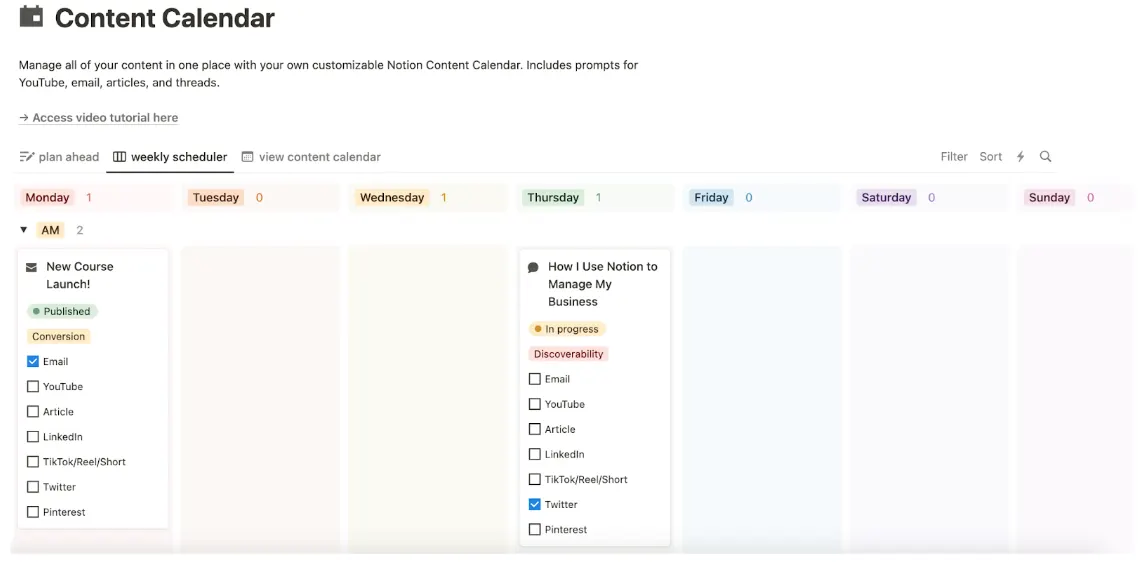 Content Calendar
Manage all of your content in one place with your own customizable Notion Content Calendar. Includes prompts for
YouTube, email, articles, and threads.
→ Access video tutorial here
plan ahead weekly scheduler view content calendar Filter Sort
Monday 1 Tuesday 0 Wednesday 1 Thursday 1 Friday 0 Saturday 0 Sunday 0
AM 2
New Course
Launch!
Published
Conversion
Email
YouTube
Article
LinkedIn
TikTok/Reel/Short
Twitter
Pinterest
How I Use Notion to
Manage My
Business
In progress
Discoverability
Email
YouTube
Article
LinkedIn
TikTok/Reel/Short
Twitter
Pinterest